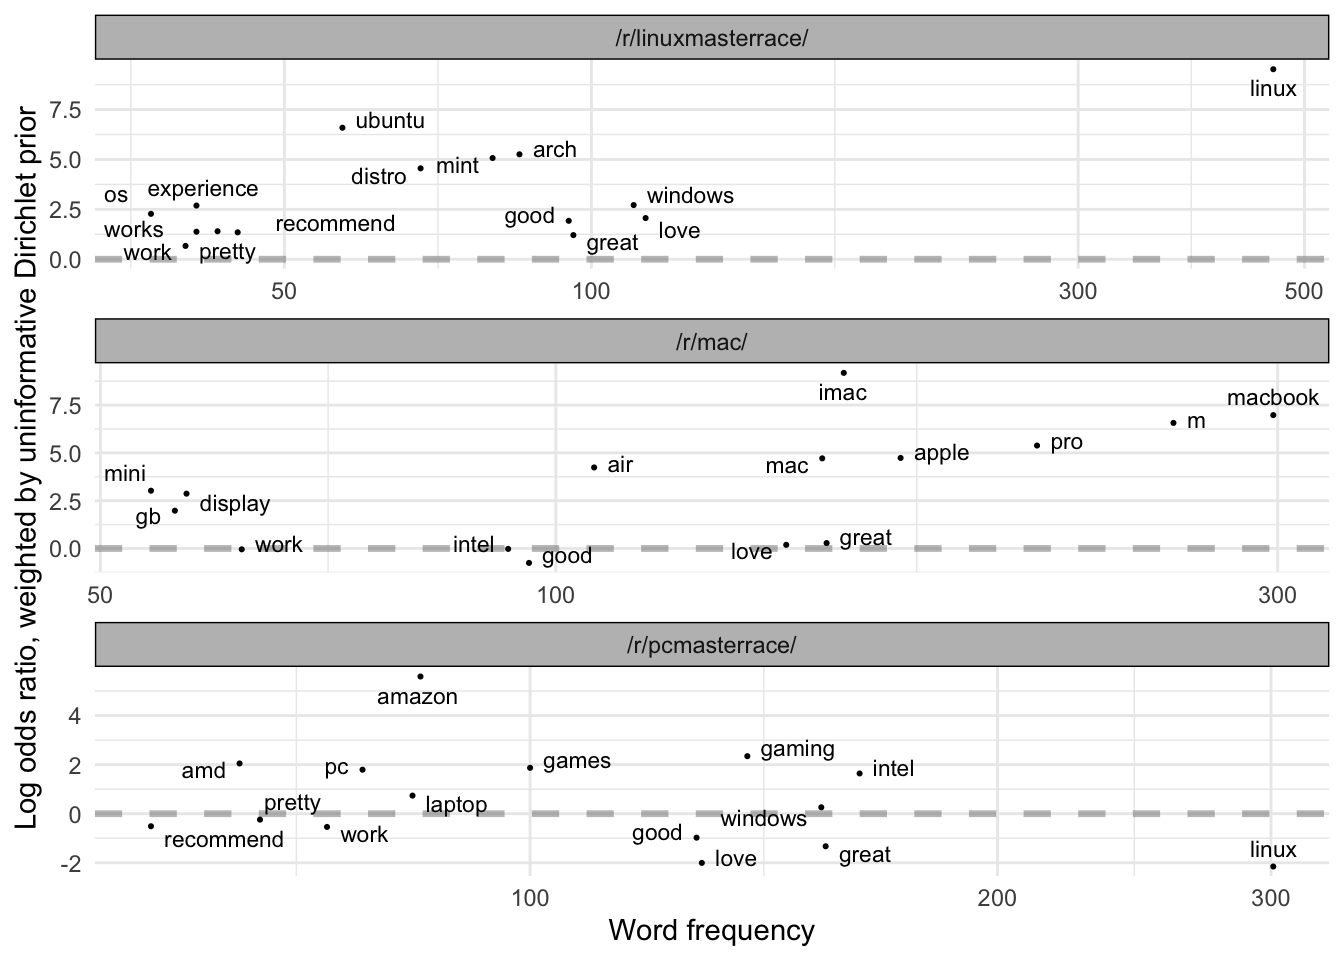 /r/linuxmasterrace/
linux
ubuntu
arch
mint
distro
os
experience
windows
good
recommend
works
love
great
work
pretty
7.5
5.0
2.5
0.0
50
100
300
500
/r/mac/
imac
macbook
m
pro
apple
mac
air
mini
display
gb
work
intel
good
love
great
7.5
5.0
2.5
0.0
50
100
300
/r/pcmasterrace/
amazon
gaming
games
intel
amd
pc
pretty
laptop
windows
recommend
work
good
love
great
linux
4
2
0
-2
100
200
300
Word frequency
Log odds ratio, weighted by uninformative Dirichlet prior